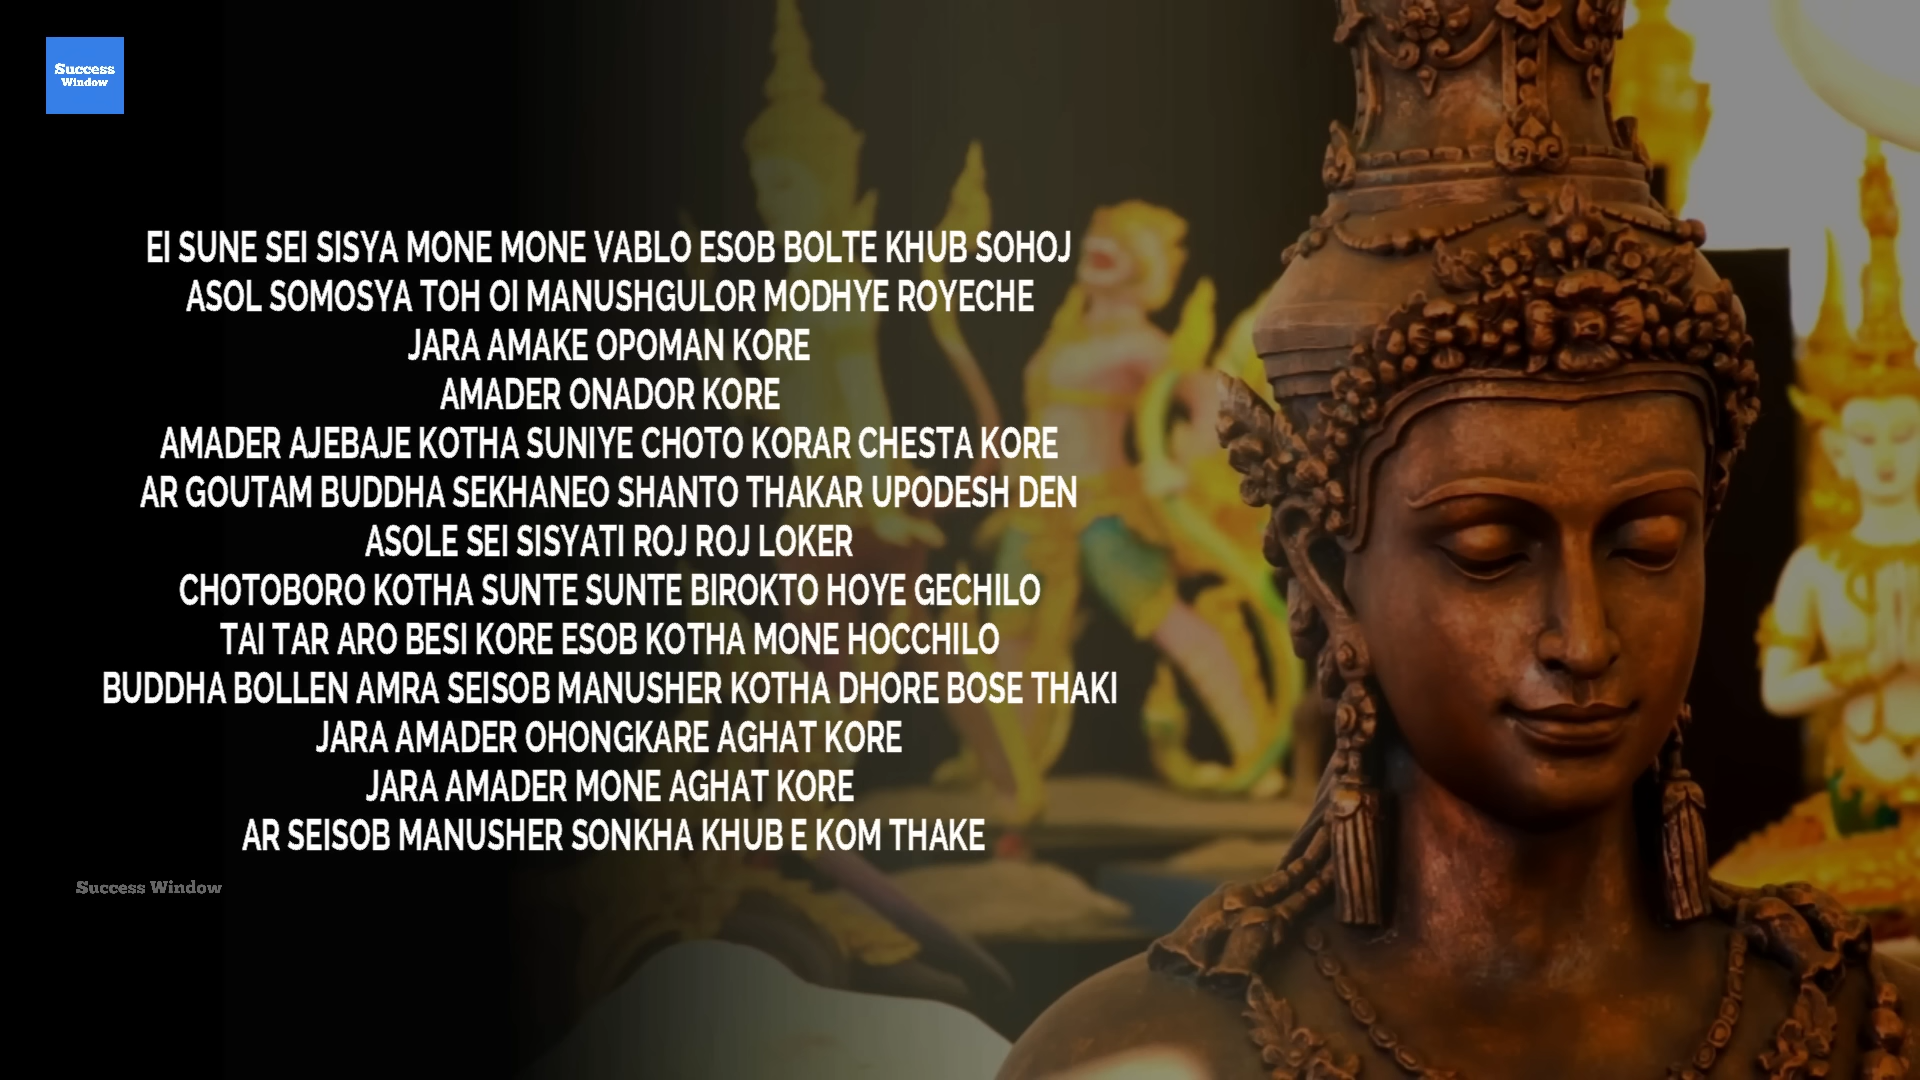 Success
Window
EI SUNE SEI SISYA MONE MONE VABLO ESOB BOLTE KHUB SOHOJ
ASOL SOMOSYA TOH OI MANUSHGULOR MODHYE ROYECHE
JARA AMAKE OPOMAN KORE
AMADER ONADOR KORE
AMADER AJEBAJE KOTHA SUNIYE CHOTO KORAR CHESTA KORE
AR GOUTAM BUDDHA SEKHANEO SHANTO THAKAR UPODESH DEN
ASOLE SEI SISYATI ROJ ROJ LOKER
CHOTOBORO KOTHA SUNTE SUNTE BIROKTO HOYE GECHILO
TAI TAR ARO BESI KORE ESOB KOTHA MONE HOCCHILO
BUDDHA BOLLEN AMRA SEISOB MANUSHER KOTHA DHORE BOSE THAKI
JARA AMADER OHONGKARE AGHAT KORE
JARA AMADER MONE AGHAT KORE
AR SEISOB MANUSHER SONKHA KHUB E KOM THAKE
Success Window